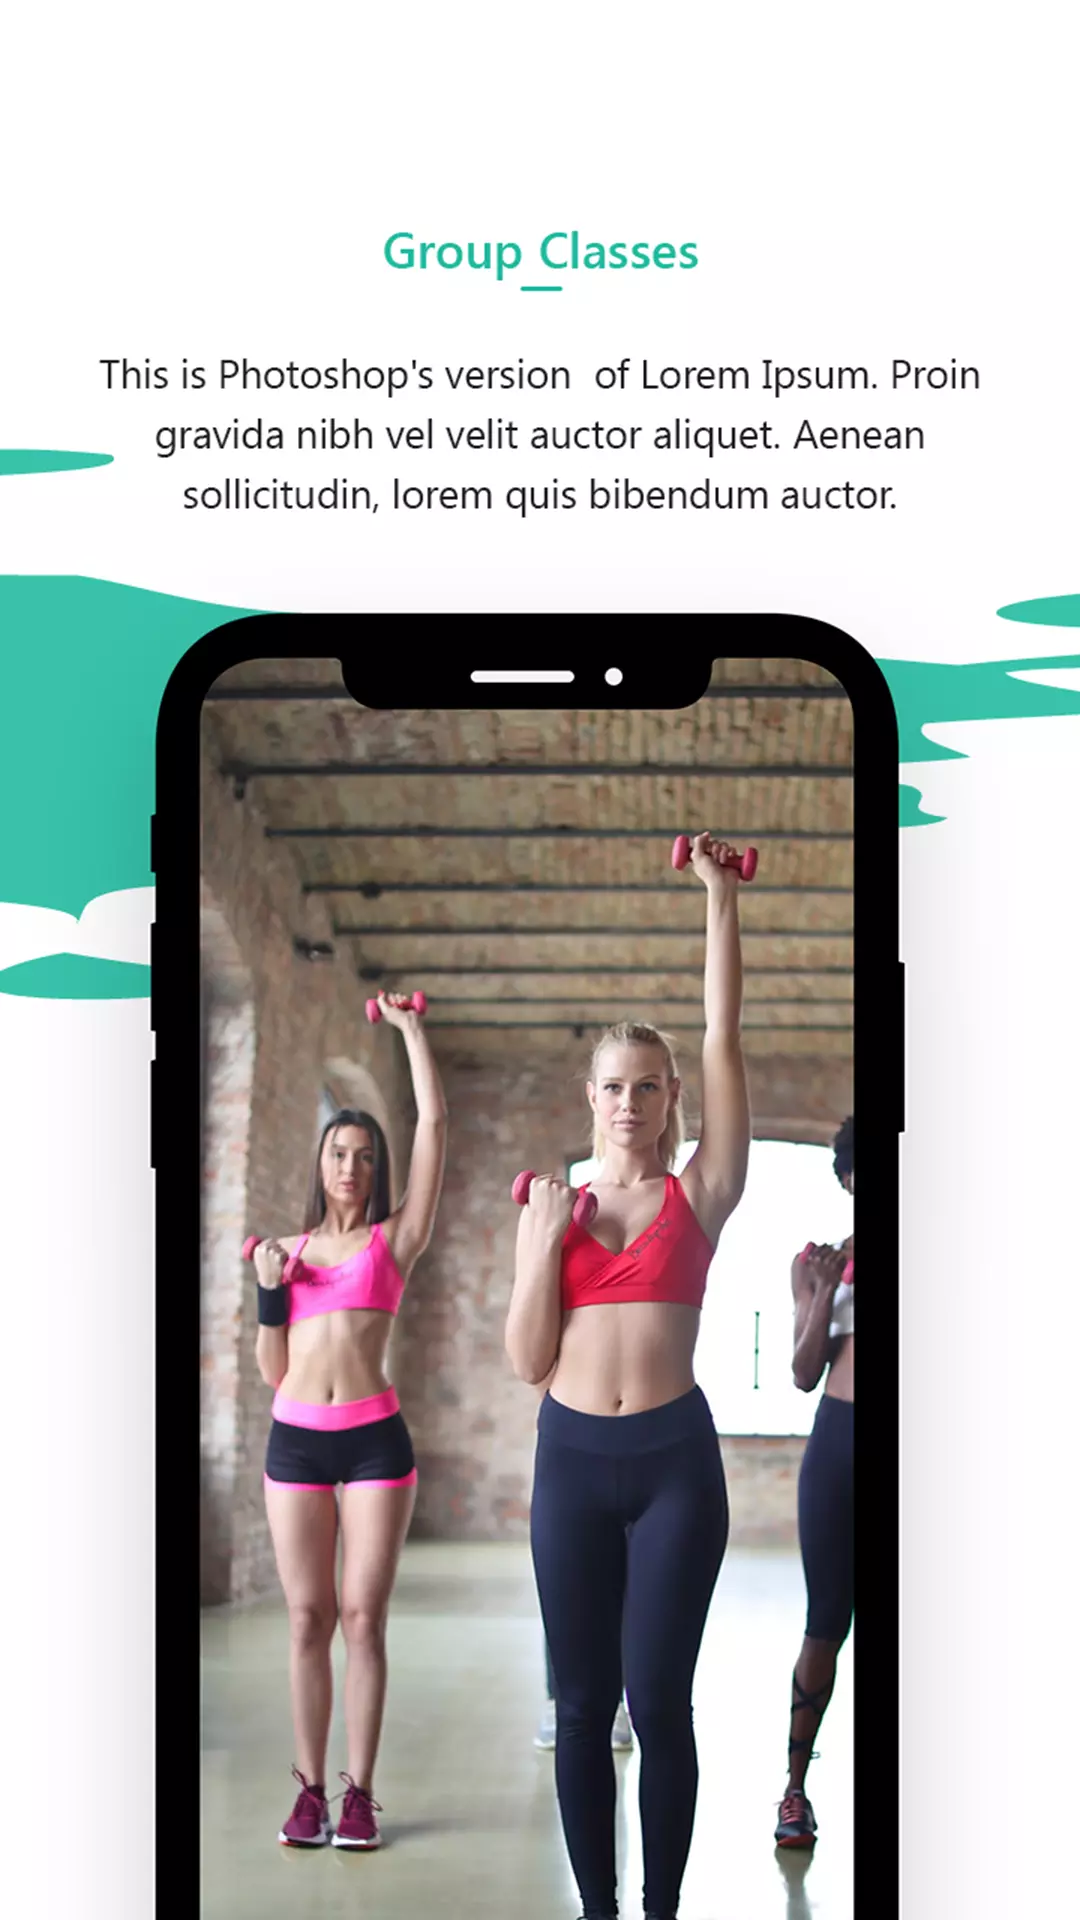 Group Classes
This is Photoshop's version  of Lorem Ipsum. Proin
gravida nibh vel velit auctor aliquet. Aenean
sollicitudin, lorem quis bibendum auctor.